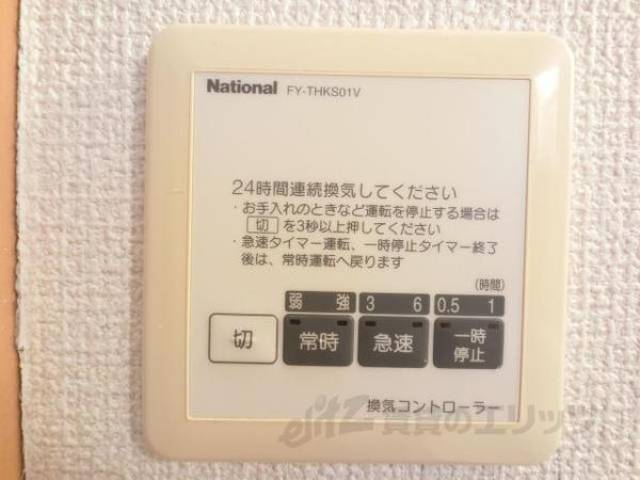 National FY-THKS01V
24時間連続換気してください
・お手入れのときなど運転を停止する場合は
切 を3秒以上押してください
・急速タイマー運転、一時停止タイマー終了
後は、常時運転へ戻ります
(時間)
弱 強 3 6 0.5 1
切 常時 急速 一時
停止
換気コントローラー
elitz 賃貸のエリッツ